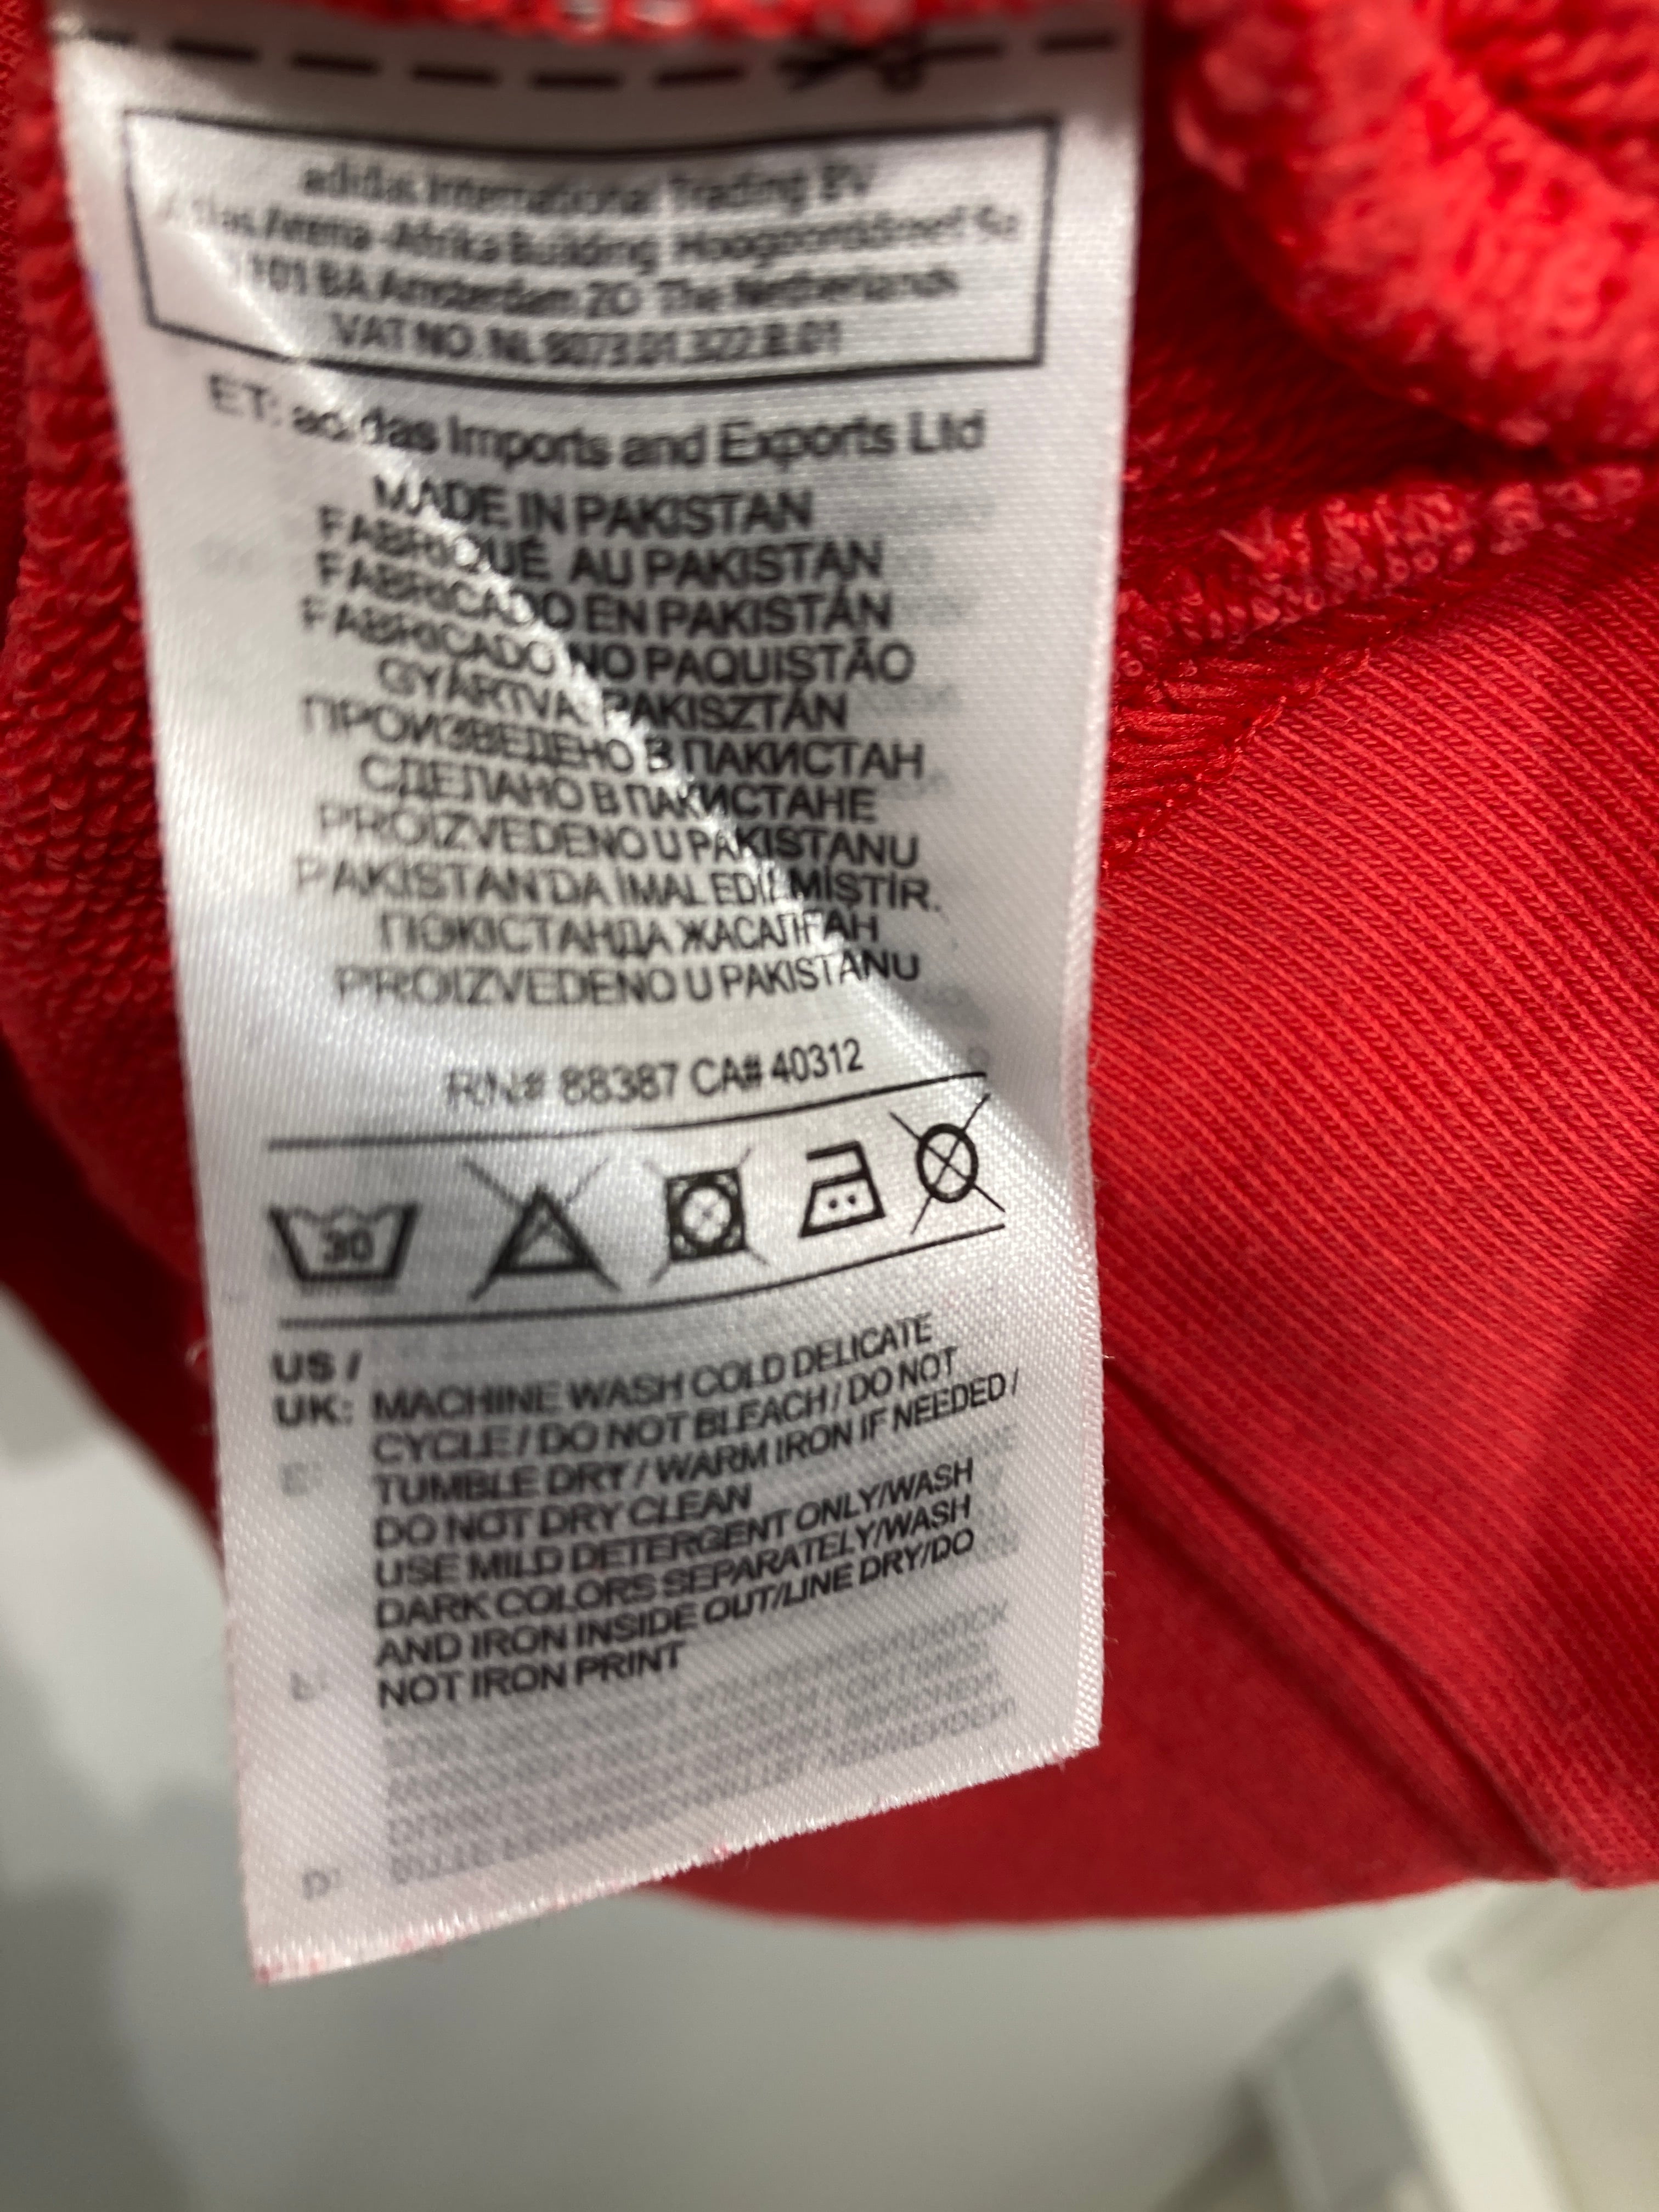 adidas International Trading BV
Arena -Afrika Building, Hoogoorddreef 9a
1101 BA Amsterdam ZO The Netherlands
VAT NO. NL 8073.01.322.B.01
ET: adidas Imports and Exports Ltd
MADE IN PAKISTAN
FABRIQUÉ AU PAKISTAN
FABRICADO EN PAKISTÁN
FABRICADO NO PAQUISTÃO
GYÁRTVA: PAKISZTÁN
ПРОИЗВЕДЕНО В ПАКИСТАН
СДЕЛАНО В ПАКИСТАНЕ
PROIZVEDENO U PAKISTANU
PAKİSTAN'DA İMAL EDİLMİŞTİR.
ПӘКІСТАНДА ЖАСАЛҒАН
PROIZVEDENO U PAKISTANU
RN# 88387 CA# 40312
30
US /
UK: MACHINE WASH COLD DELICATE
CYCLE / DO NOT BLEACH / DO NOT
TUMBLE DRY / WARM IRON IF NEEDED /
DO NOT DRY CLEAN
USE MILD DETERGENT ONLY/WASH
DARK COLORS SEPARATELY/WASH
AND IRON INSIDE OUT/LINE DRY/DO
NOT IRON PRINT